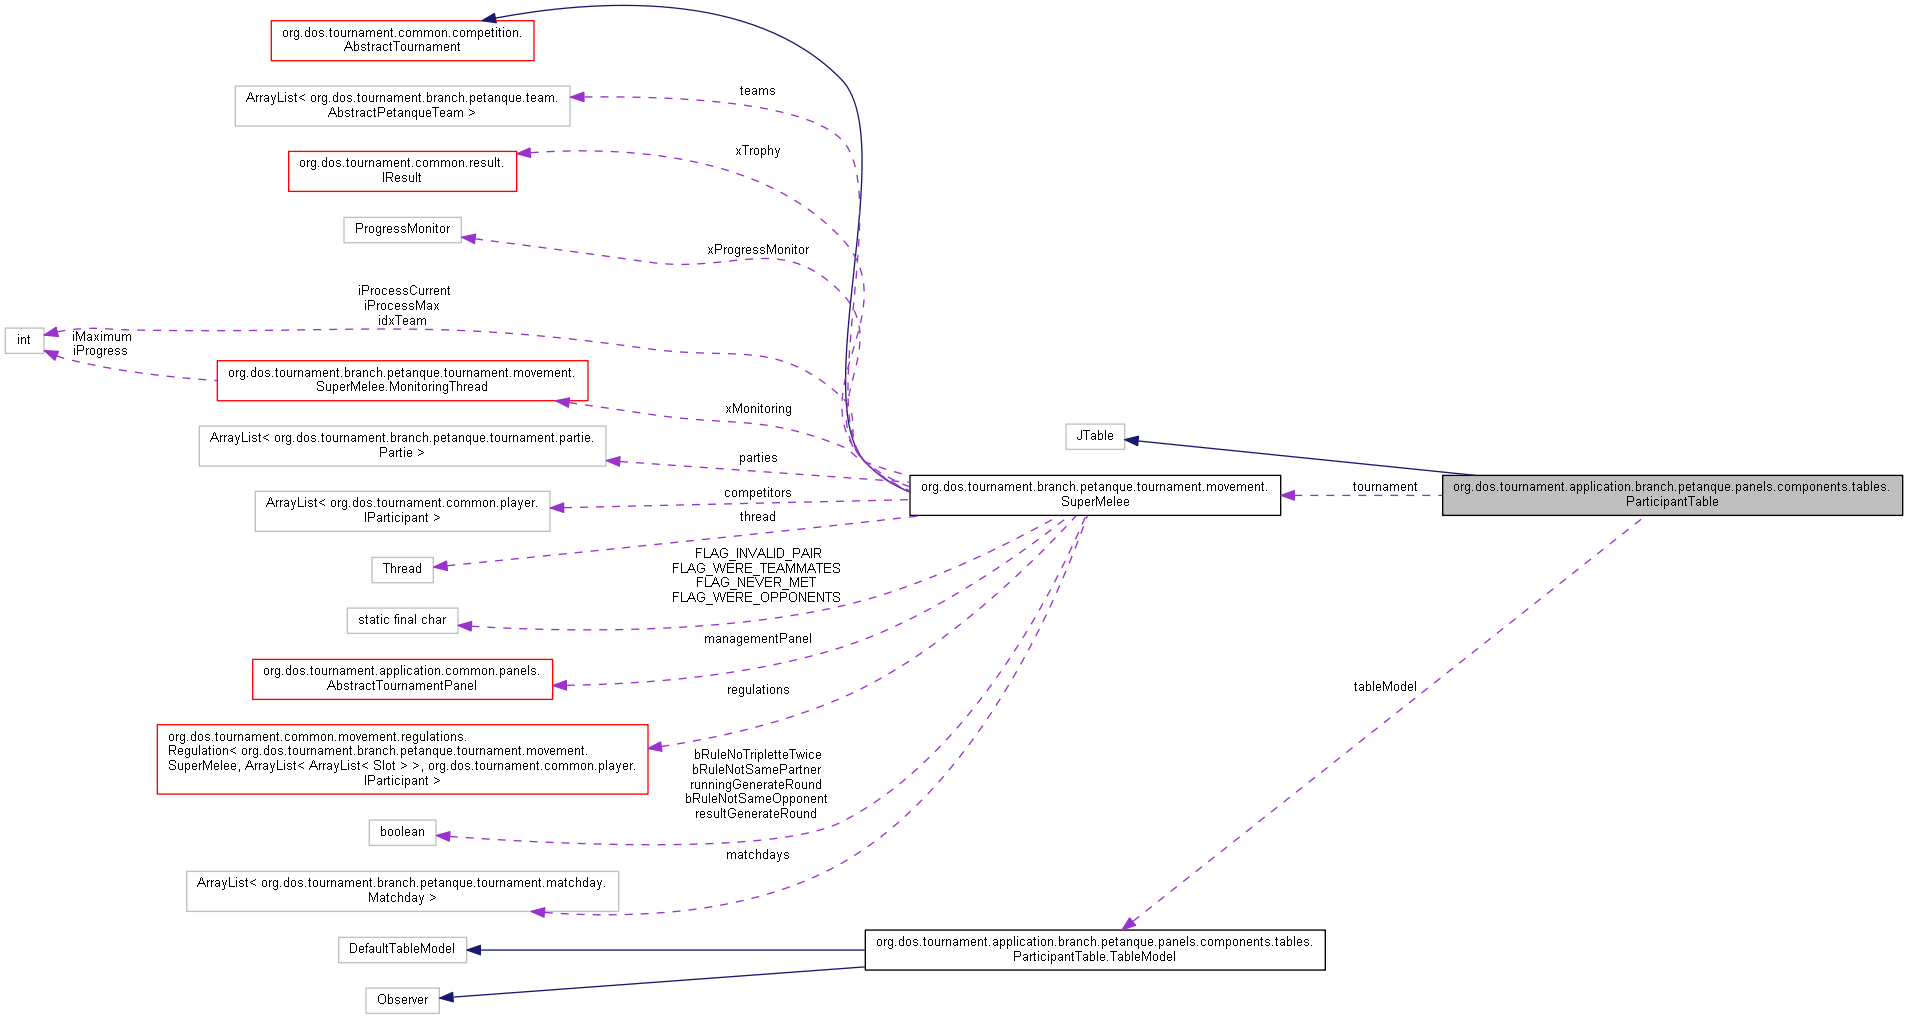 org.dos.tournament.common.competition.
AbstractTournament
teams
ArrayList< org.dos.tournament.branch.petanque.team.
AbstractPetanqueTeam >
xTrophy
org.dos.tournament.common.result.
IResult
ProgressMonitor
xProgressMonitor
iProcessCurrent
iProcessMax
idxTeam
int
iMaximum
iProgress
org.dos.tournament.branch.petanque.tournament.movement.
SuperMelee.MonitoringThread
xMonitoring
ArrayList< org.dos.tournament.branch.petanque.tournament.partie.
Partie >
parties
JTable
competitors
ArrayList< org.dos.tournament.common.player.
IParticipant >
org.dos.tournament.branch.petanque.tournament.movement.
SuperMelee
tournament
org.dos.tournament.application.branch.petanque.panels.components.tables.
ParticipantTable
thread
Thread
FLAG_INVALID_PAIR
FLAG_WERE_TEAMMATES
FLAG_NEVER_MET
FLAG_WERE_OPPONENTS
static final char
managementPanel
org.dos.tournament.application.common.panels.
AbstractTournamentPanel
regulations
tableModel
org.dos.tournament.common.movement.regulations.
Regulation< org.dos.tournament.branch.petanque.tournament.movement.
SuperMelee, ArrayList< ArrayList< Slot > >, org.dos.tournament.common.player.
IParticipant >
bRuleNoTripletteTwice
bRuleNotSamePartner
runningGenerateRound
bRuleNotSameOpponent
resultGenerateRound
boolean
matchdays
ArrayList< org.dos.tournament.branch.petanque.tournament.matchday.
Matchday >
DefaultTableModel
org.dos.tournament.application.branch.petanque.panels.components.tables.
ParticipantTable.TableModel
Observer